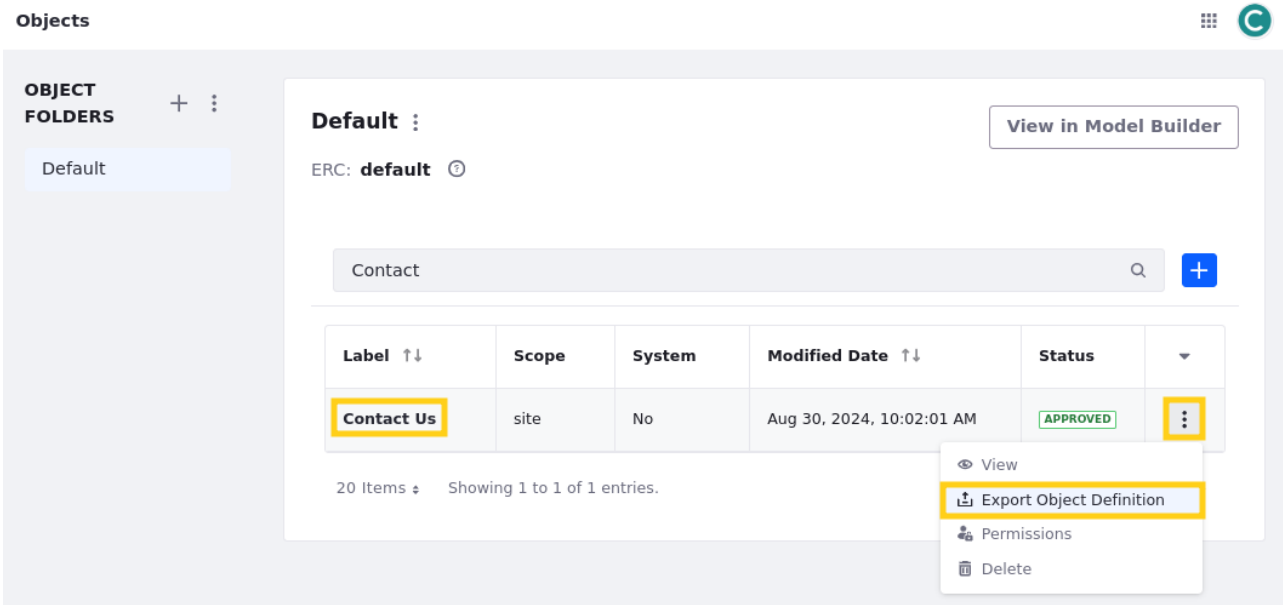 Objects
C
OBJECT
FOLDERS
Default
Default
View in Model Builder
ERC: default ?
Contact
Label Scope System Modified Date Status
Contact Us site No Aug 30, 2024, 10:02:01 AM APPROVED
20 Items Showing 1 to 1 of 1 entries.
View
Export Object Definition
Permissions
Delete